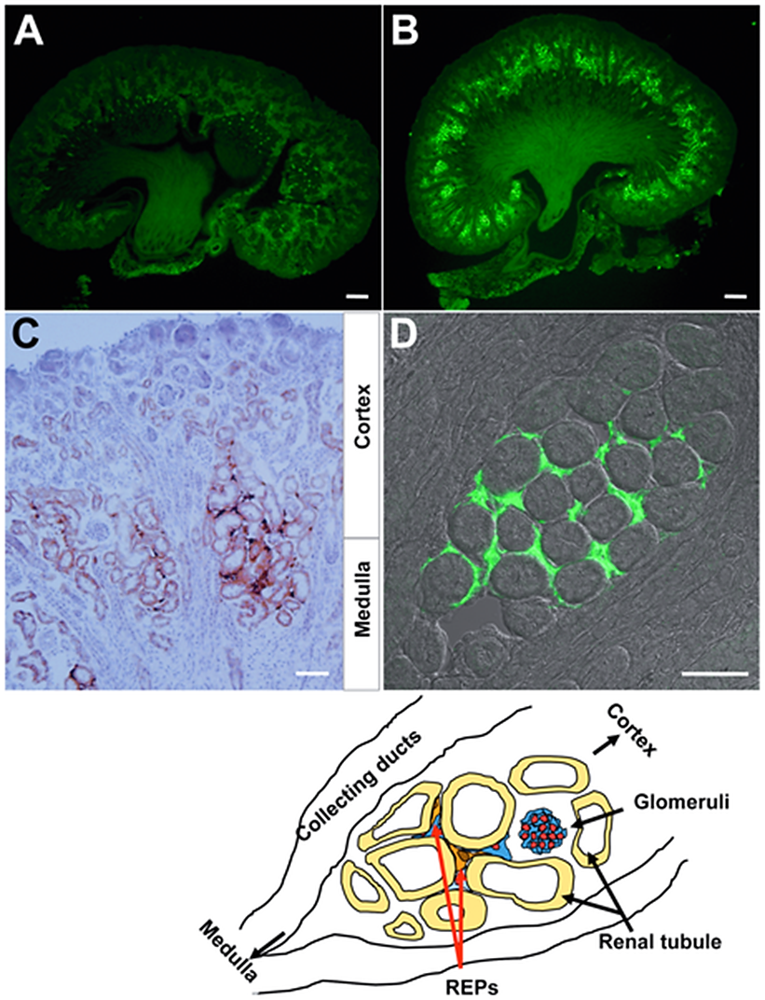 A
B
C
Cortex
Medulla
D
Collecting ducts
Cortex
Glomeruli
Renal tubule
Medulla
REPs